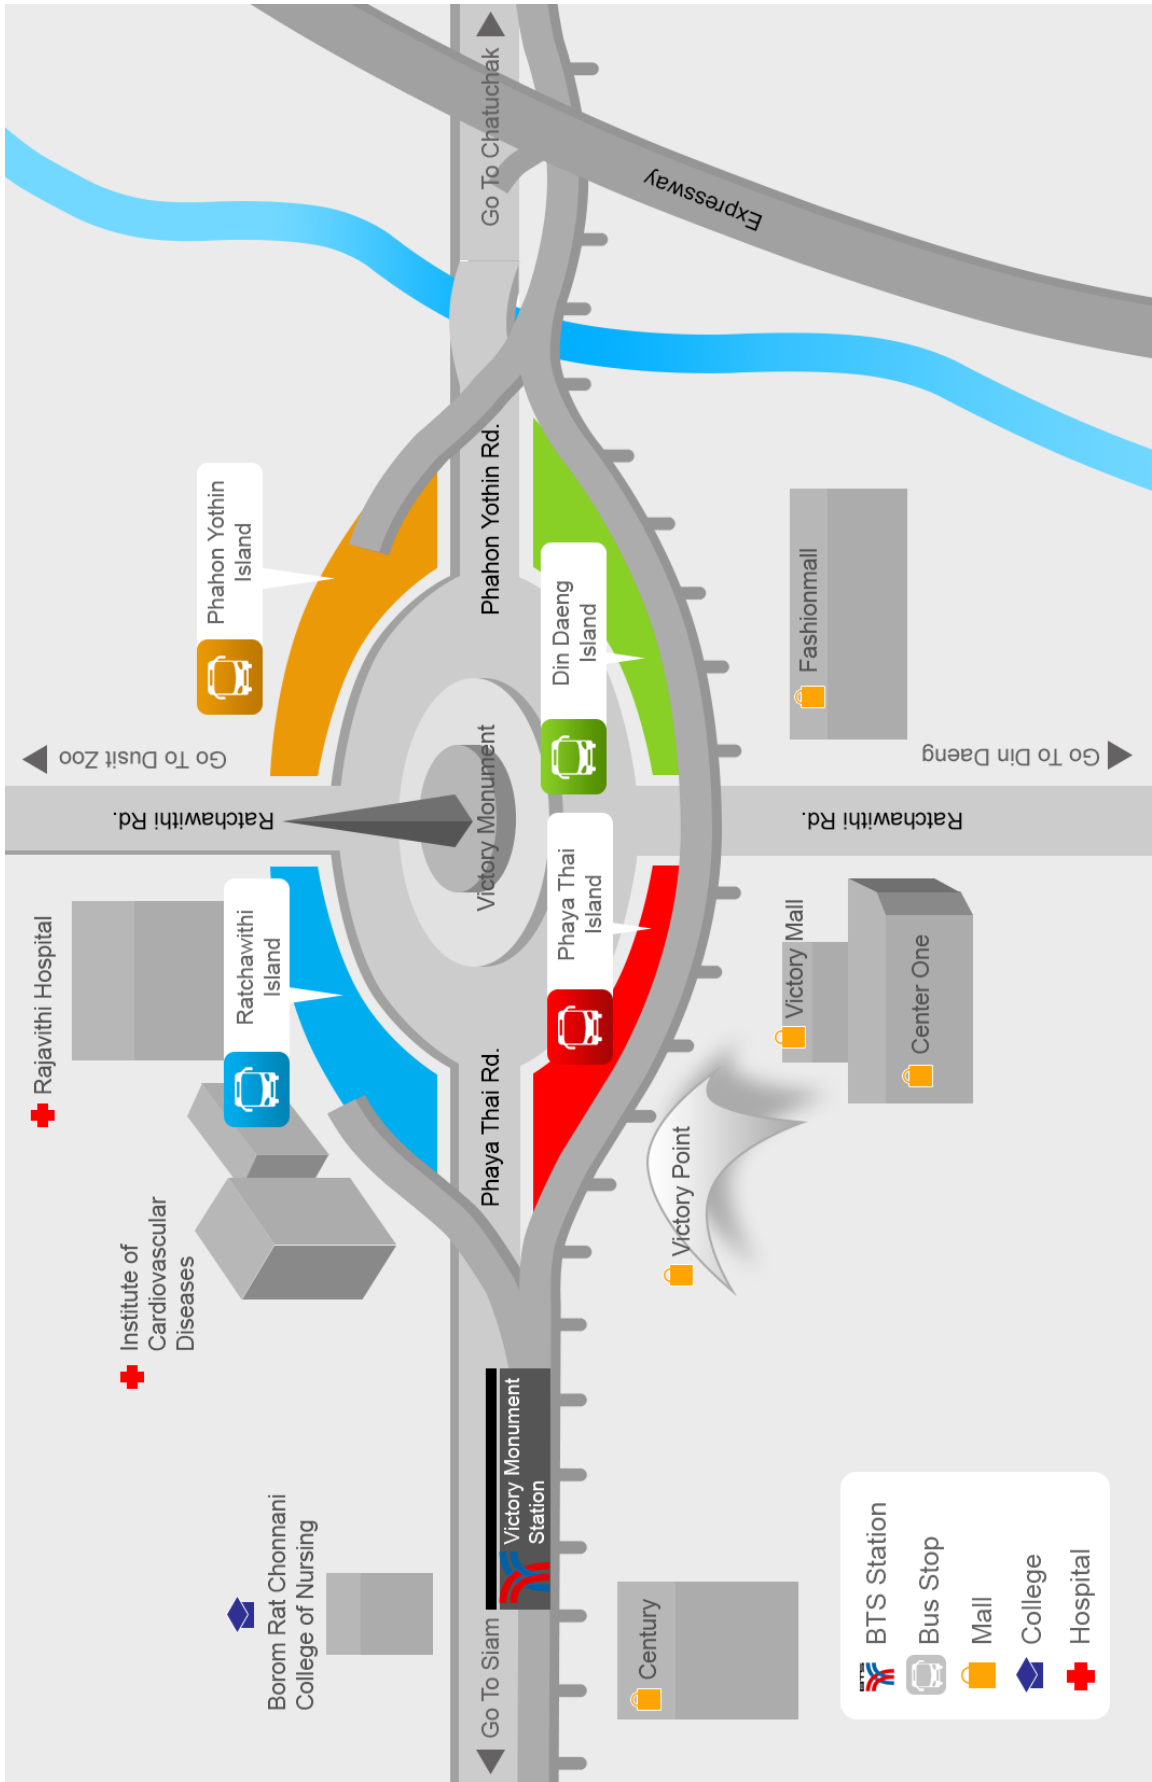 Rajavithi Hospital
Institute of
Cardiovascular
Diseases
Borom Rat Chonnani
College of Nursing
Ratchawithi
Island
Phahon Yothin
Island
Ratchawithi Rd.
Go To Dusit Zoo
Go To Siam
Victory Monument
Station
Phaya Thai Rd.
Victory Monument
Phahon Yothin Rd.
Go To Chatuchak
Phaya Thai
Island
Din Daeng
Island
Expressway
Century
Victory Point
Victory Mall
Center One
Ratchawithi Rd.
Go To Din Daeng
Fashionmall
BTS
BTS Station
Bus Stop
Mall
College
Hospital